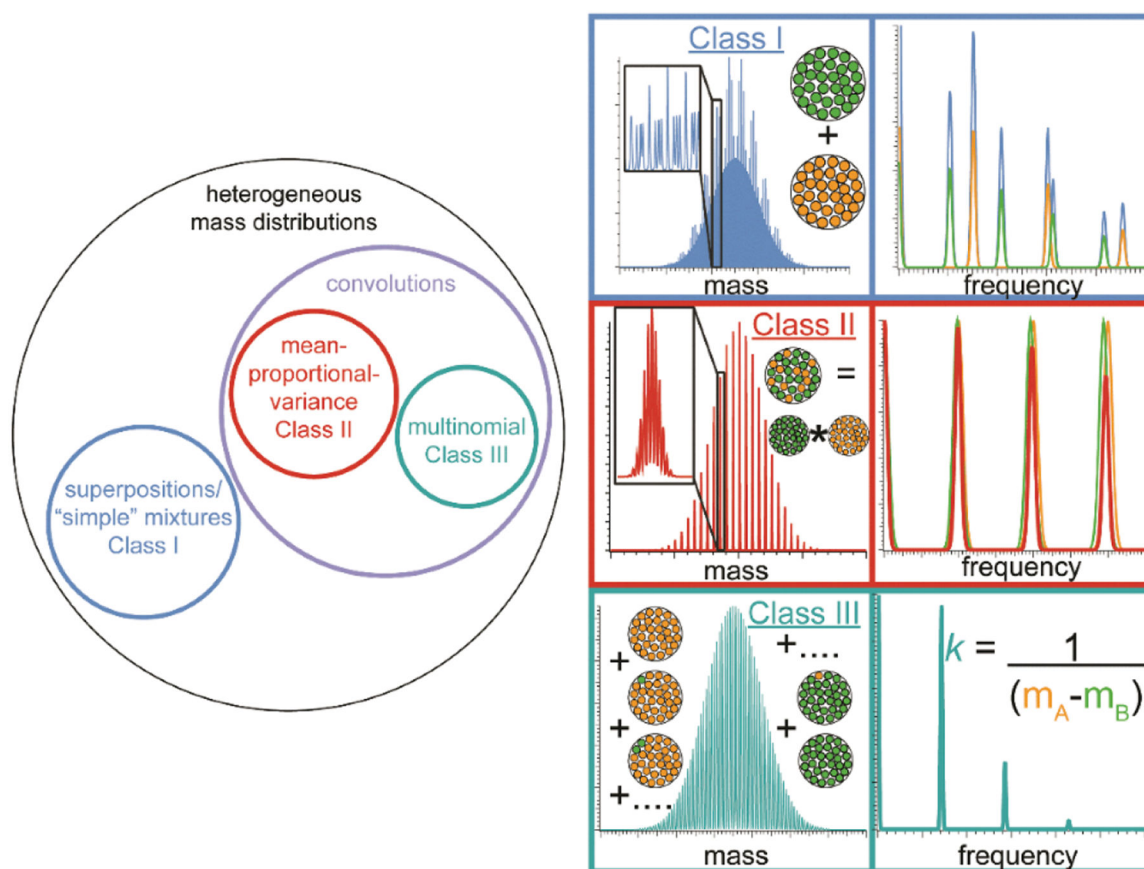 heterogeneous
mass distributions
convolutions
mean-
proportional-
variance
Class II
multinomial
Class III
superpositions/
“simple” mixtures
Class I
Class I
+
mass
frequency
Class II
=
*
mass
frequency
Class III
+
+....
+
+
+
+....
mass
k = 1
(mA-mB)
frequency